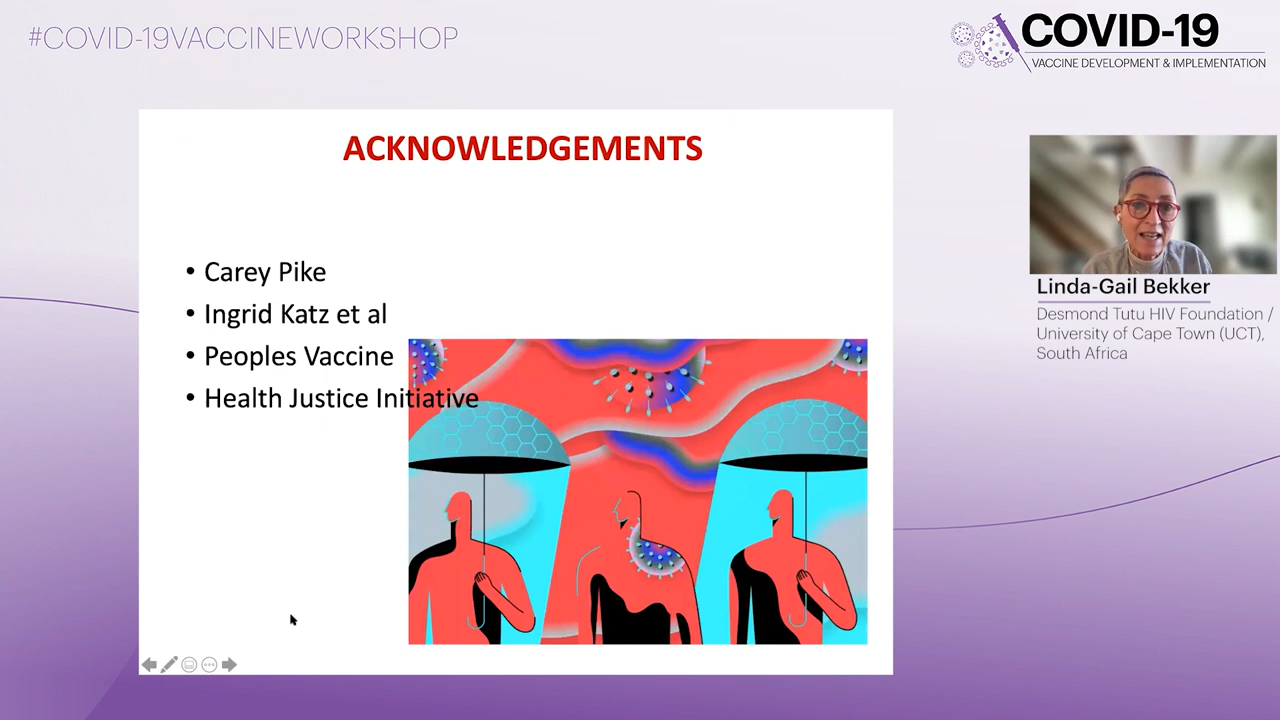 #COVID-19VACCINEWORKSHOP
COVID-19
VACCINE DEVELOPMENT & IMPLEMENTATION
ACKNOWLEDGEMENTS
• Carey Pike
• Ingrid Katz et al
• Peoples Vaccine
• Health Justice Initiative
Linda-Gail Bekker
Desmond Tutu HIV Foundation /
University of Cape Town (UCT),
South Africa